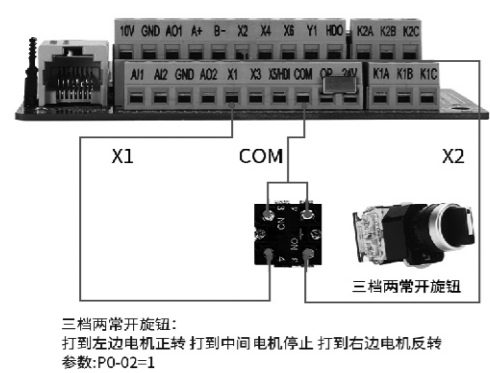 10V GND AO1 A+ B- X2 X4 X6 Y1 HDO K2A K2B K2C
AI1 AI2 GND AO2 X1 X3 X5/HDI COM OP 24V K1A K1B K1C
X1 COM X2
三档两常开旋钮
三档两常开旋钮：
打到左边电机正转 打到中间电机停止 打到右边电机反转
参数:P0-02=1